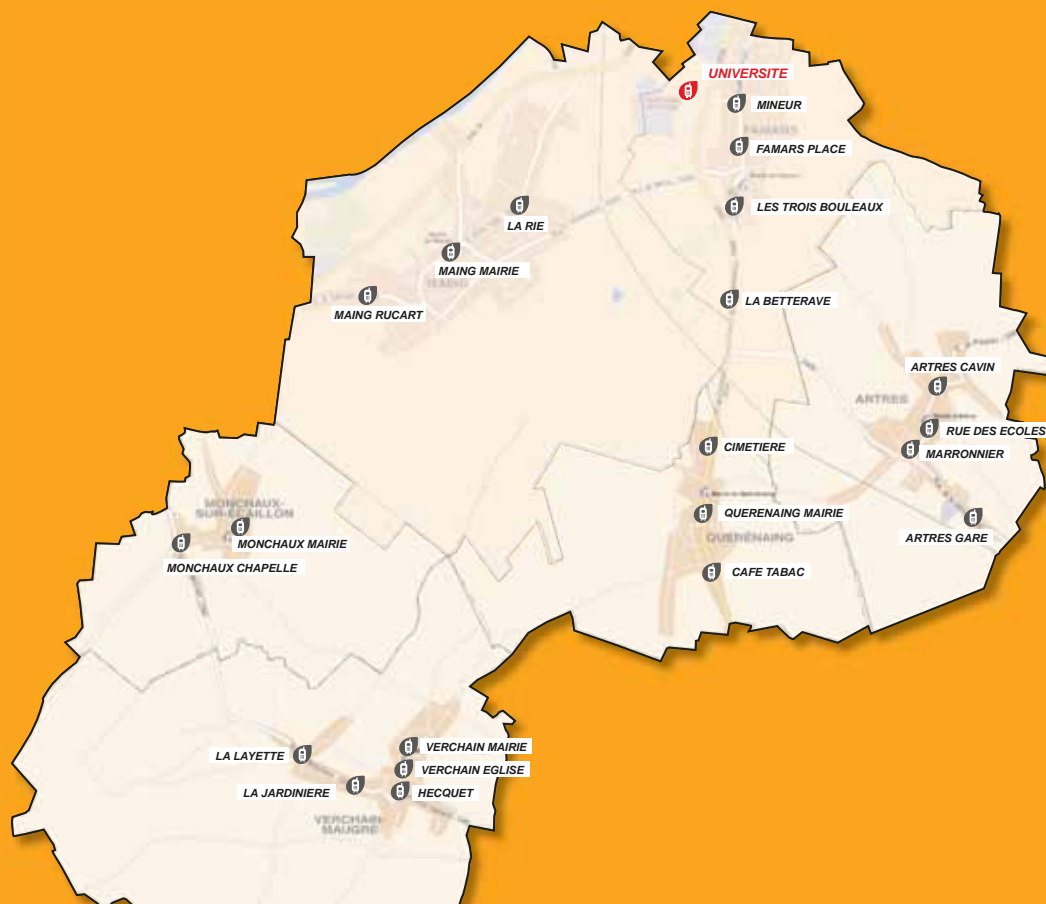 UNIVERSITE
MINEUR
FAMARS
FAMARS PLACE
LES TROIS BOULEAUX
LA RIE
MAING MAIRIE
MAING
MAING RUCART
LA BETTERAVE
ARTRES CAVIN
ARTRES
RUE DES ECOLES
MARRONNIER
CIMETIERE
QUERENAING MAIRIE
QUERÉNAING
ARTRES GARE
CAFE TABAC
MONCHAUX-
SUR-ECAILLON
MONCHAUX MAIRIE
MONCHAUX CHAPELLE
VERCHAIN MAIRIE
LA LAYETTE
VERCHAIN EGLISE
LA JARDINIERE
HECQUET
VERCHAIN-
MAUGRÉ